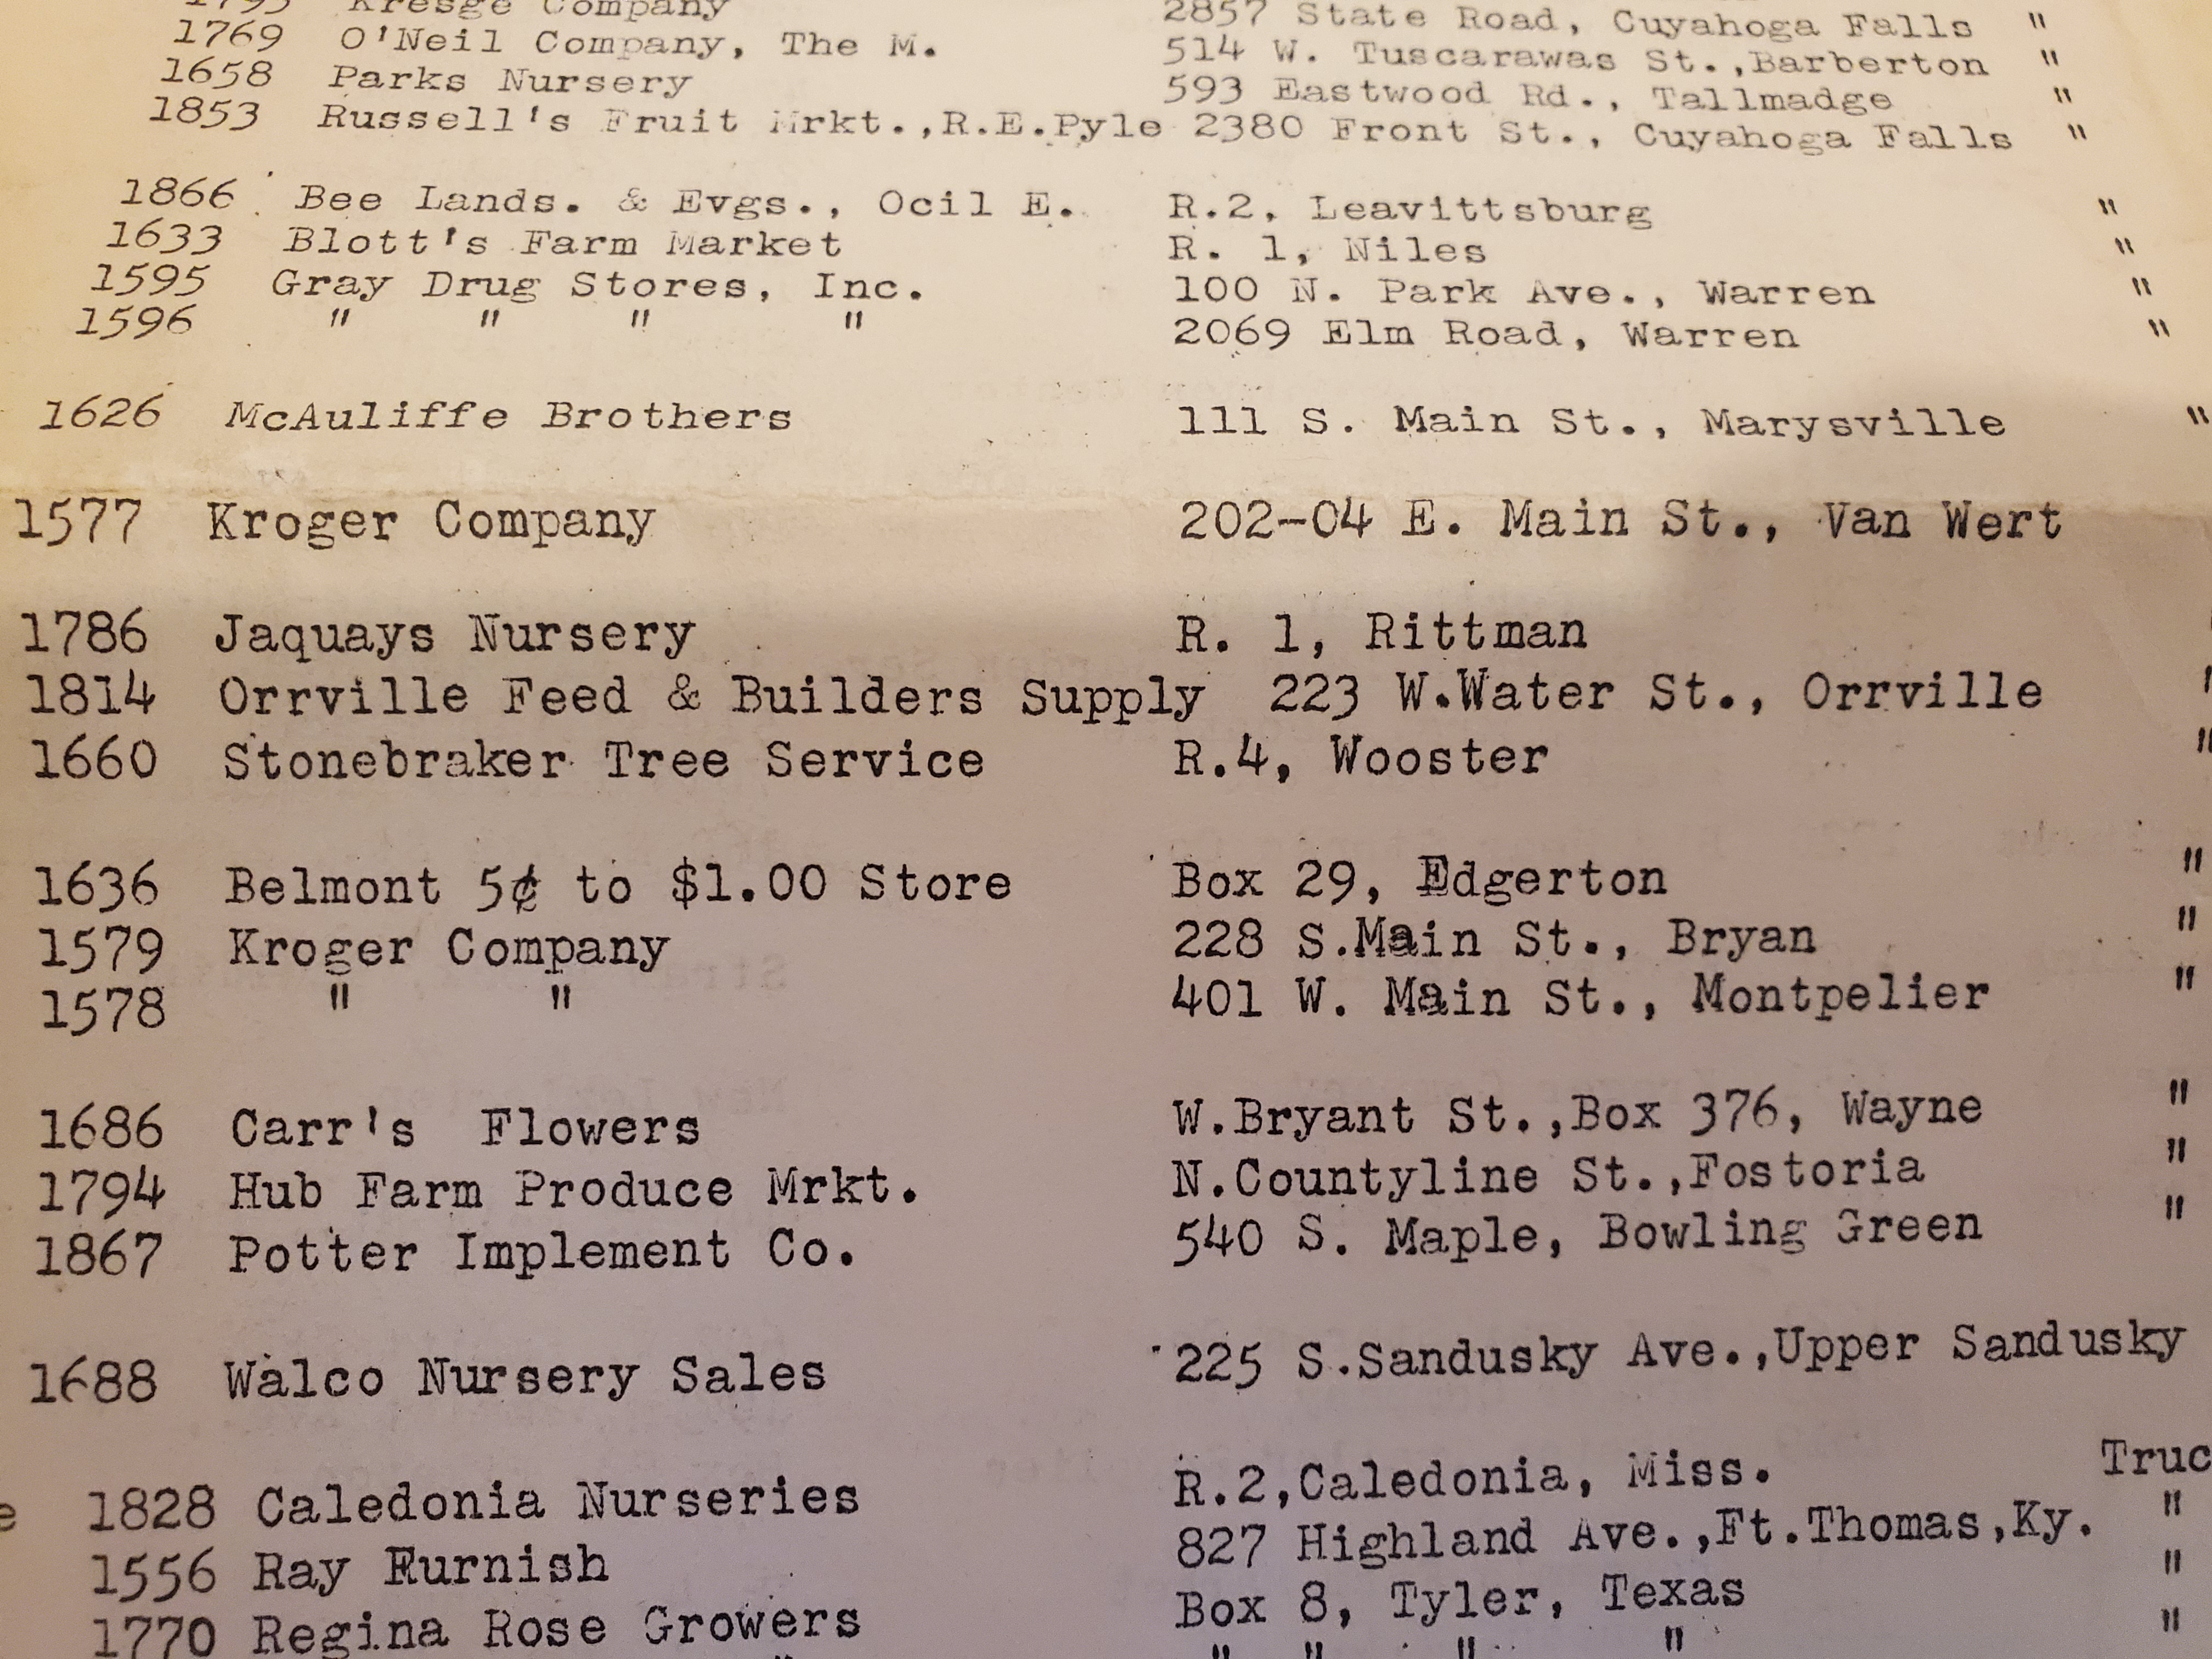 Kresge Company 2857 State Road, Cuyahoga Falls "
1769 O'Neil Company, The M. 514 W. Tuscarawas St.,Barberton "
1658 Parks Nursery 593 Eastwood Rd., Tallmadge "
1853 Russell's Fruit Mrkt.,R.E.Pyle 2380 Front St., Cuyahoga Falls "
1866 Bee Lands. & Evgs., Ocil E. R.2, Leavittsburg "
1633 Blott's Farm Market R. 1, Niles "
1595 Gray Drug Stores, Inc. 100 N. Park Ave., Warren "
1596 " " " " 2069 Elm Road, Warren "
1626 McAuliffe Brothers 111 S. Main St., Marysville "
1577 Kroger Company 202-04 E. Main St., Van Wert
1786 Jaquays Nursery R. 1, Rittman "
1814 Orrville Feed & Builders Supply 223 W.Water St., Orrville "
1660 Stonebraker Tree Service R.4, Wooster "
1636 Belmont 5¢ to $1.00 Store Box 29, Edgerton "
1579 Kroger Company 228 S.Main St., Bryan "
1578 " " 401 W. Main St., Montpelier "
1686 Carr's Flowers W.Bryant St.,Box 376, Wayne "
1794 Hub Farm Produce Mrkt. N.Countyline St.,Fostoria "
1867 Potter Implement Co. 540 S. Maple, Bowling Green "
1688 Walco Nursery Sales 225 S.Sandusky Ave.,Upper Sandusky
e 1828 Caledonia Nurseries R.2,Caledonia, Miss. Truc
1556 Ray Furnish 827 Highland Ave.,Ft.Thomas,Ky. "
1770 Regina Rose Growers Box 8, Tyler, Texas "
" " " " " "